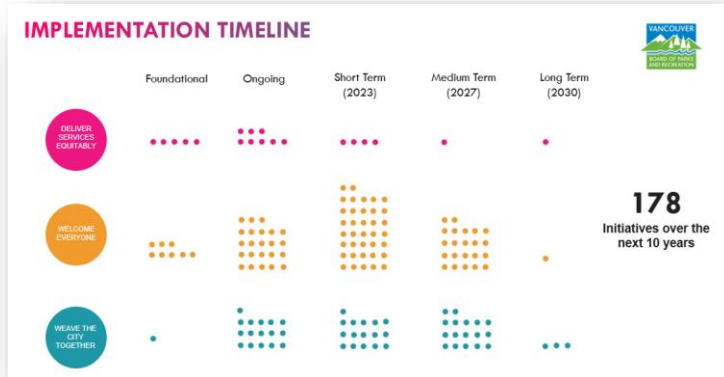 IMPLEMENTATION TIMELINE
VANCOUVER
BOARD OF PARKS
AND RECREATION
Foundational
Ongoing
Short Term
(2023)
Medium Term
(2027)
Long Term
(2030)
DELIVER
SERVICES
EQUITABLY
WELCOME
EVERYONE
178
Initiatives over the
next 10 years
WEAVE THE
CITY
TOGETHER